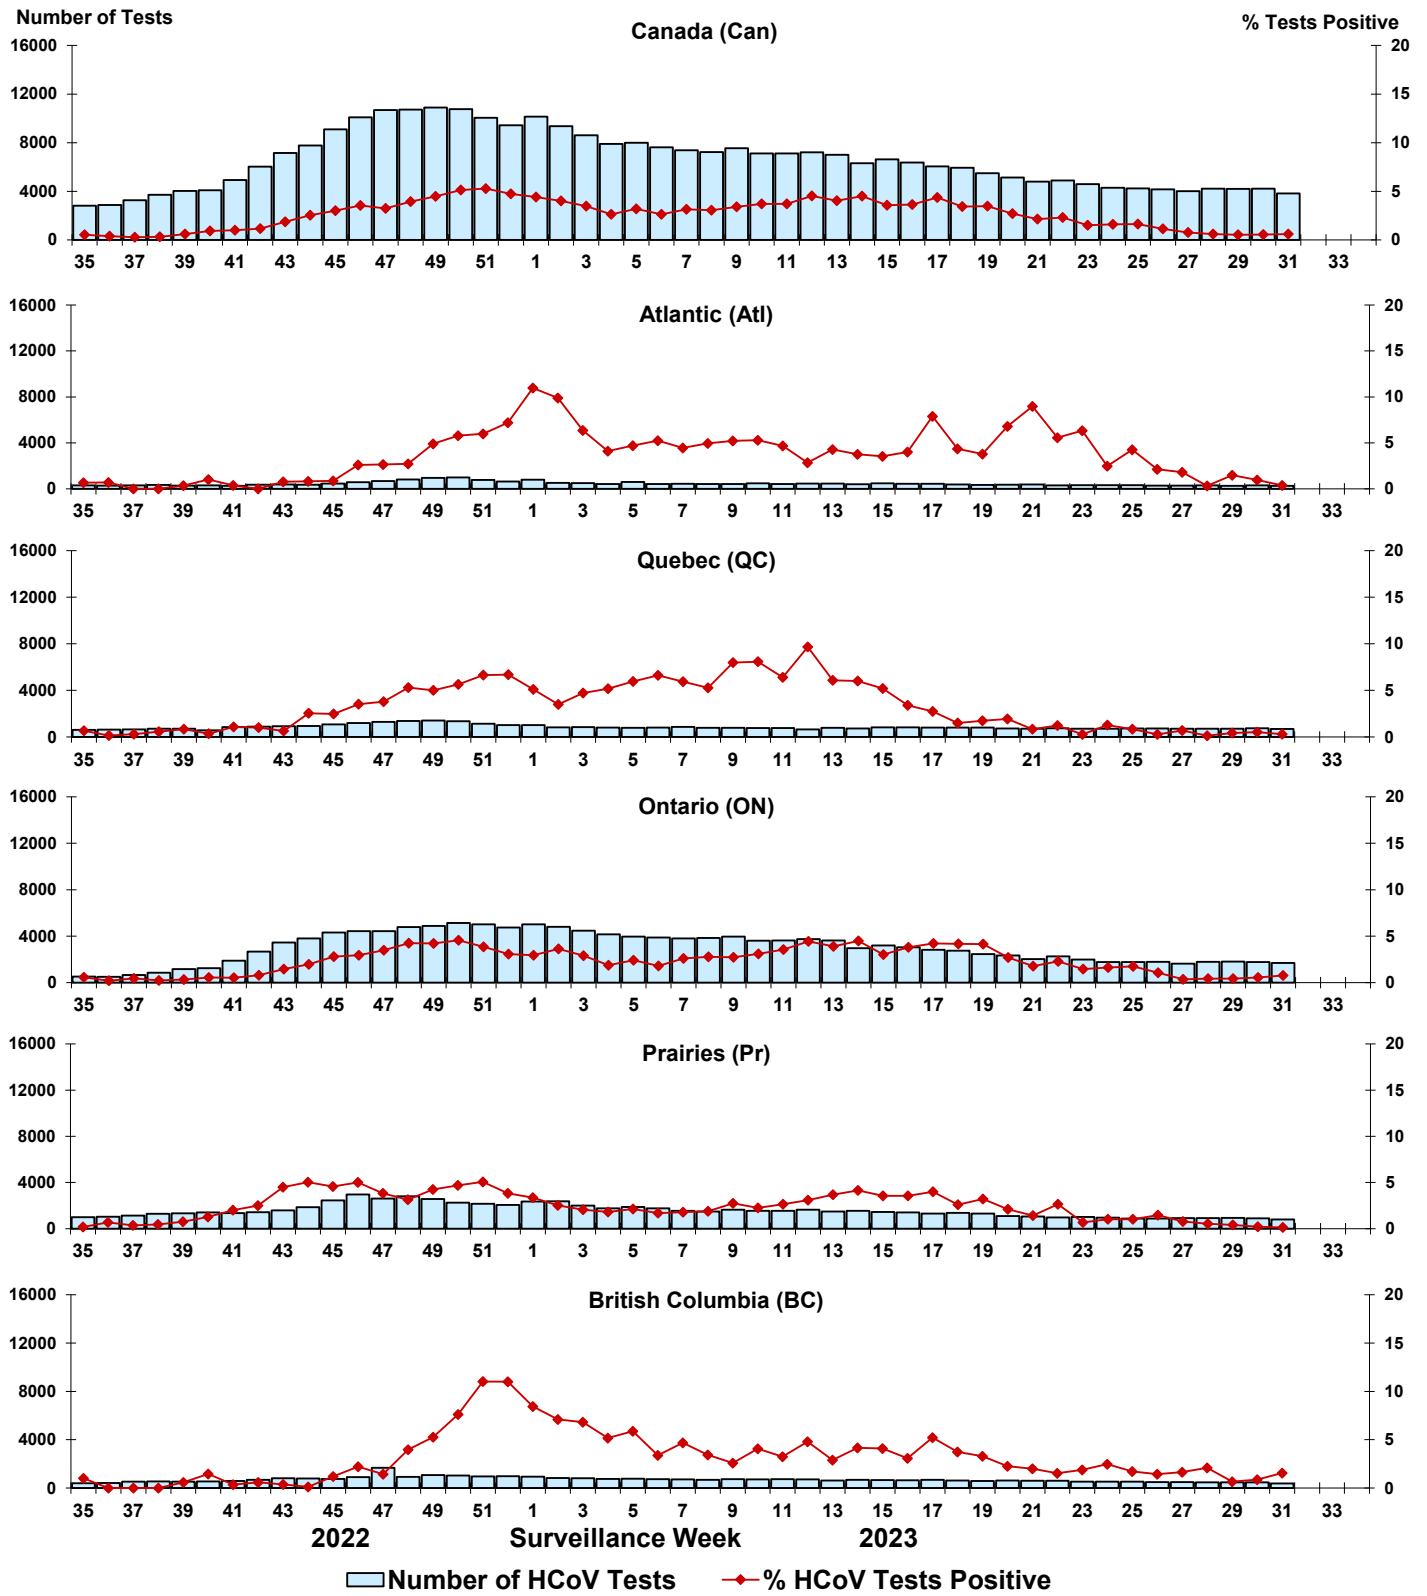 Number of Tests
Canada (Can)
% Tests Positive
16000 20
12000 15
8000 10
4000 5
0 0
35 37 39 41 43 45 47 49 51 1 3 5 7 9 11 13 15 17 19 21 23 25 27 29 31 33
Atlantic (Atl)
16000 20
12000 15
8000 10
4000 5
0 0
35 37 39 41 43 45 47 49 51 1 3 5 7 9 11 13 15 17 19 21 23 25 27 29 31 33
Quebec (QC)
16000 20
12000 15
8000 10
4000 5
0 0
35 37 39 41 43 45 47 49 51 1 3 5 7 9 11 13 15 17 19 21 23 25 27 29 31 33
Ontario (ON)
16000 20
12000 15
8000 10
4000 5
0 0
35 37 39 41 43 45 47 49 51 1 3 5 7 9 11 13 15 17 19 21 23 25 27 29 31 33
Prairies (Pr)
16000 20
12000 15
8000 10
4000 5
0 0
35 37 39 41 43 45 47 49 51 1 3 5 7 9 11 13 15 17 19 21 23 25 27 29 31 33
British Columbia (BC)
16000 20
12000 15
8000 10
4000 5
0 0
35 37 39 41 43 45 47 49 51 1 3 5 7 9 11 13 15 17 19 21 23 25 27 29 31 33
2022 Surveillance Week 2023
Number of HCoV Tests % HCoV Tests Positive